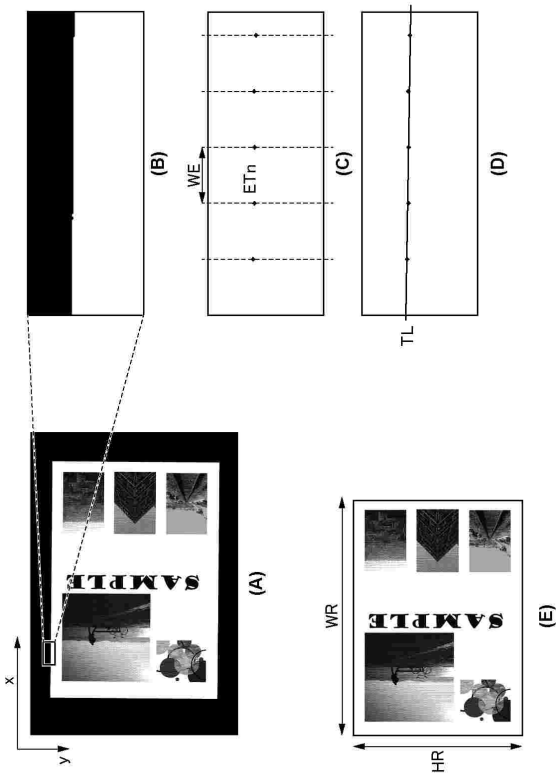 x
y
SAMPLE
(A)
(B)
WE
ETn
(C)
TL
(D)
WR
HR
SAMPLE
(E)